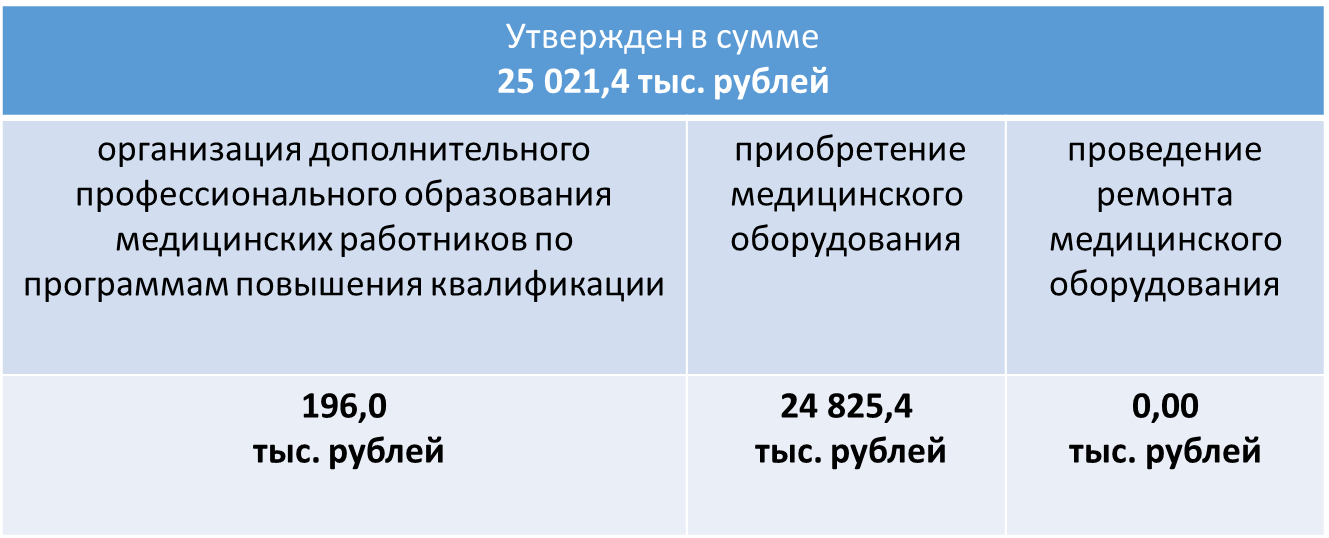 Утвержден в сумме
25 021,4 тыс. рублей
организация дополнительного
профессионального образования
медицинских работников по
программам повышения квалификации
приобретение
медицинского
оборудования
проведение
ремонта
медицинского
оборудования
196,0
тыс. рублей
24 825,4
тыс. рублей
0,00
тыс. рублей